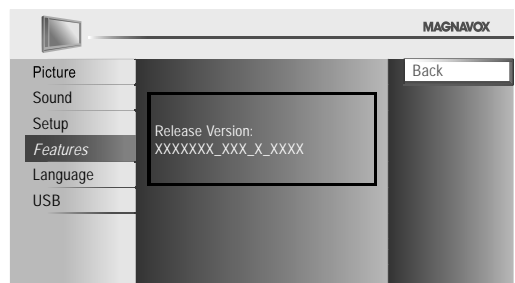 MAGNAVOX
Picture
Sound
Setup
Features
Language
USB
Release Version:
XXXXXXX_XXX_X_XXXX
Back